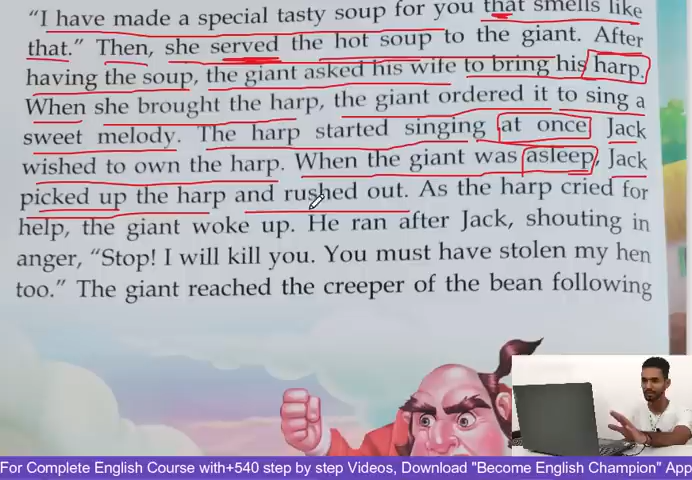 “I have made a special tasty soup for you that smells like
that.” Then, she served the hot soup to the giant. After
having the soup, the giant asked his wife to bring his harp.
When she brought the harp, the giant ordered it to sing a
sweet melody. The harp started singing at once Jack
wished to own the harp. When the giant was asleep, Jack
picked up the harp and rushed out. As the harp cried for
help, the giant woke up. He ran after Jack, shouting in
anger, “Stop! I will kill you. You must have stolen my hen
too.” The giant reached the creeper of the bean following
For Complete English Course with+540 step by step Videos, Download "Become English Champion" App